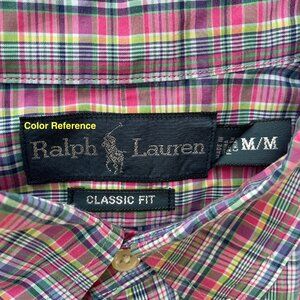 Color Reference
Ralph Lauren
M/M
CLASSIC FIT